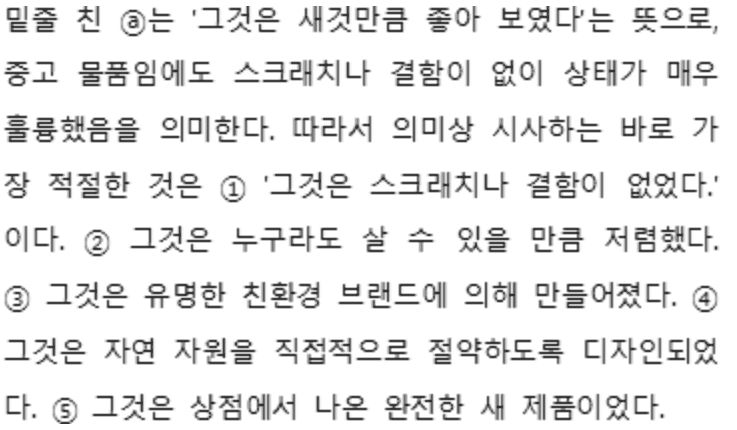 밑줄 친 ⓐ는 '그것은 새것만큼 좋아 보였다'는 뜻으로,
중고 물품임에도 스크래치나 결함이 없이 상태가 매우
훌륭했음을 의미한다. 따라서 의미상 시사하는 바로 가
장 적절한 것은 ① '그것은 스크래치나 결함이 없었다.'
이다. ② 그것은 누구라도 살 수 있을 만큼 저렴했다.
③ 그것은 유명한 친환경 브랜드에 의해 만들어졌다. ④
그것은 자연 자원을 직접적으로 절약하도록 디자인되었
다. ⑤ 그것은 상점에서 나온 완전한 새 제품이었다.